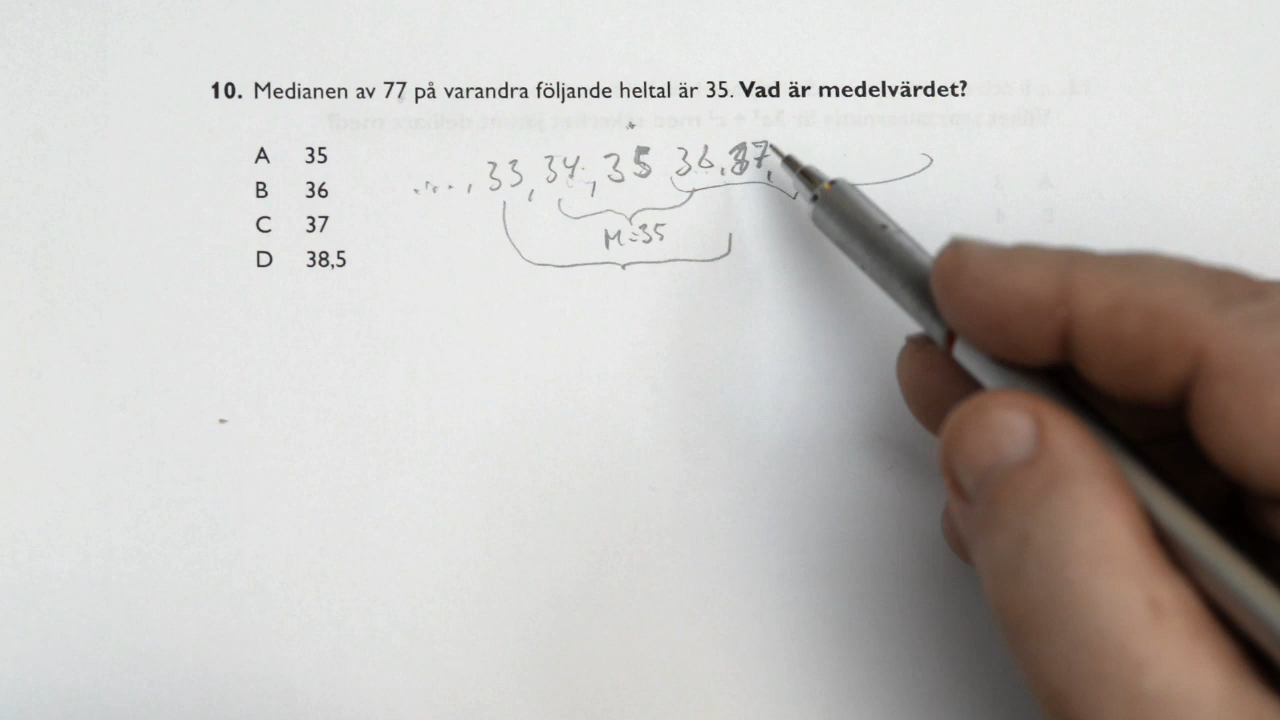 10. Medianen av 77 på varandra följande heltal är 35. Vad är medelvärdet?
A 35
B 36
C 37
D 38,5
....., 33, 34, 35 36, 37,
M=35